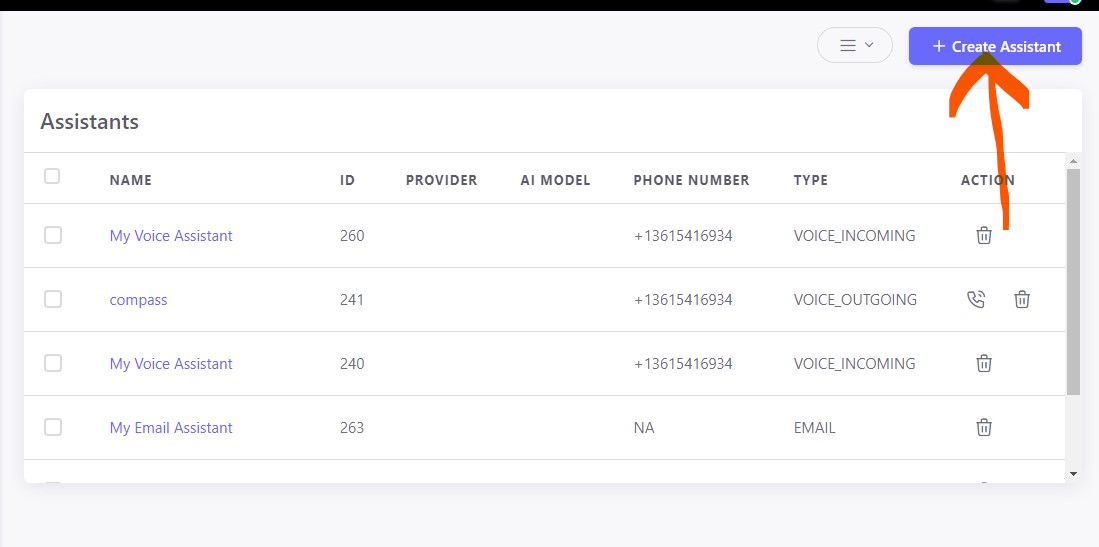 + Create Assistant
Assistants
NAME ID PROVIDER AI MODEL PHONE NUMBER TYPE ACTION
My Voice Assistant 260 +13615416934 VOICE_INCOMING
compass 241 +13615416934 VOICE_OUTGOING
My Voice Assistant 240 +13615416934 VOICE_INCOMING
My Email Assistant 263 NA EMAIL